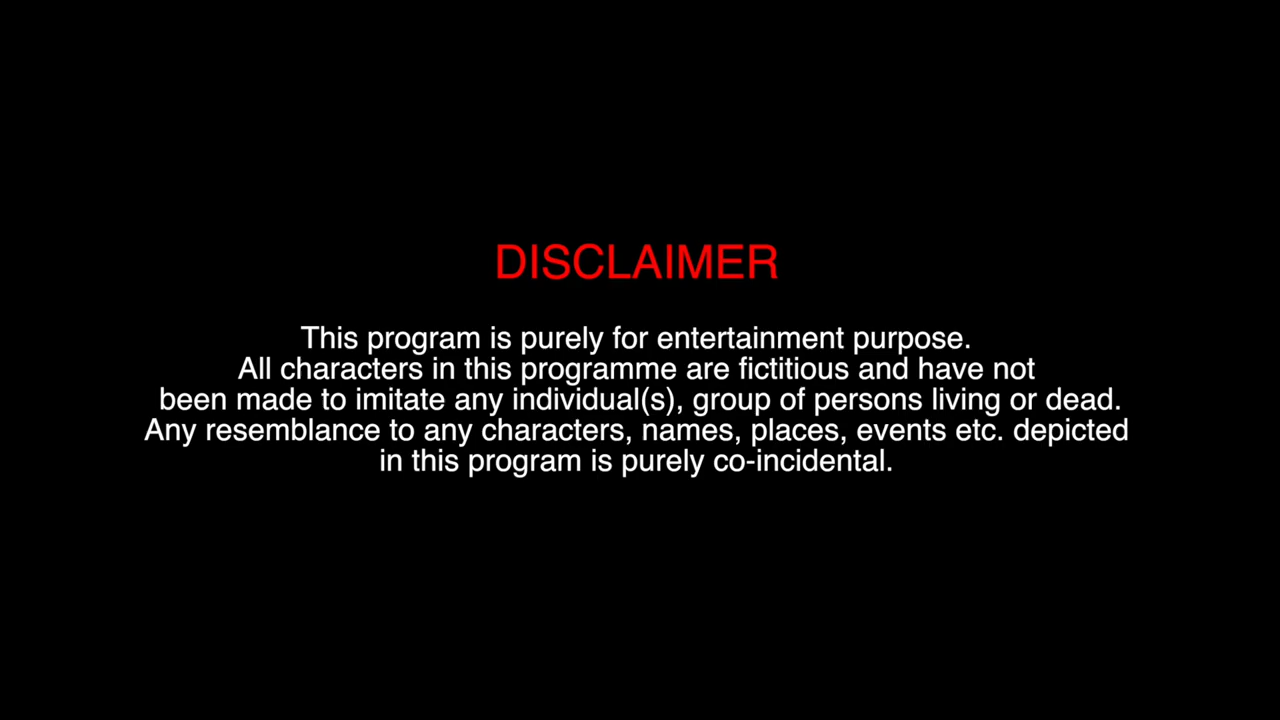 DISCLAIMER
This program is purely for entertainment purpose.
All characters in this programme are fictitious and have not
been made to imitate any individual(s), group of persons living or dead.
Any resemblance to any characters, names, places, events etc. depicted
in this program is purely co-incidental.